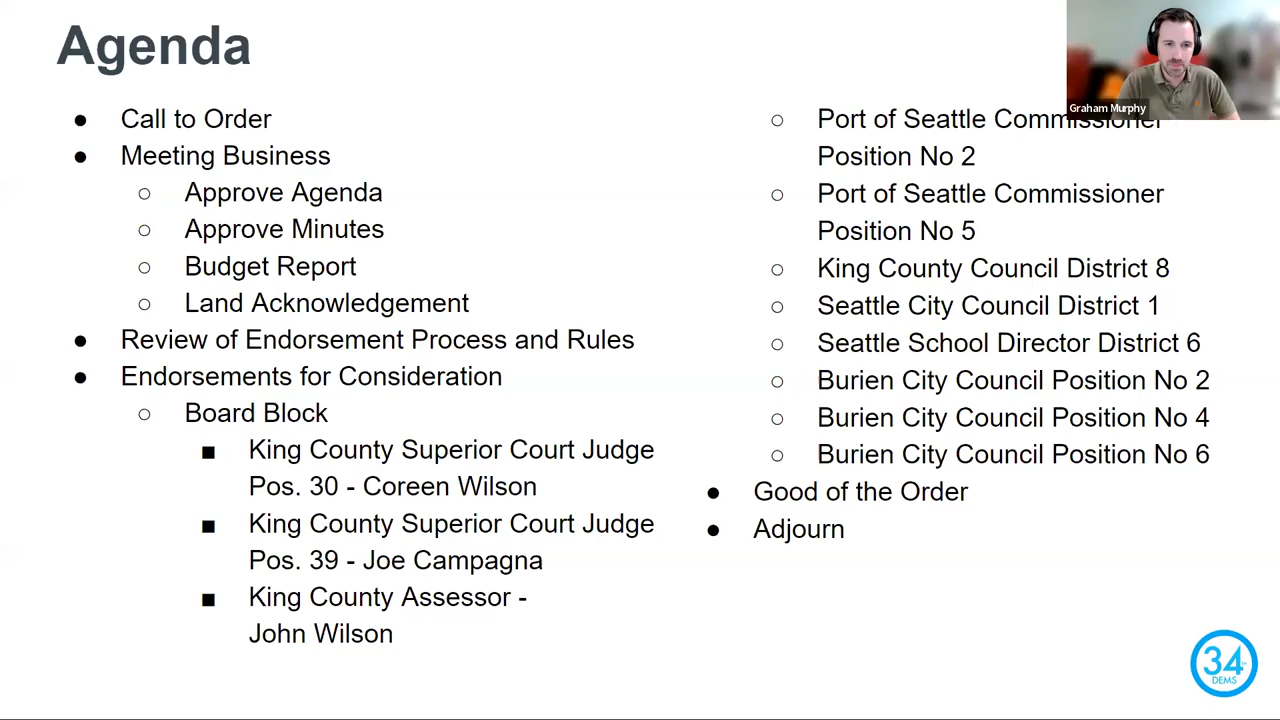 Agenda
● Call to Order
● Meeting Business
○ Approve Agenda
○ Approve Minutes
○ Budget Report
○ Land Acknowledgement
● Review of Endorsement Process and Rules
● Endorsements for Consideration
○ Board Block
■ King County Superior Court Judge
Pos. 30 - Coreen Wilson
■ King County Superior Court Judge
Pos. 39 - Joe Campagna
■ King County Assessor -
John Wilson
○ Port of Seattle Commissioner
Position No 2
○ Port of Seattle Commissioner
Position No 5
○ King County Council District 8
○ Seattle City Council District 1
○ Seattle School Director District 6
○ Burien City Council Position No 2
○ Burien City Council Position No 4
○ Burien City Council Position No 6
● Good of the Order
● Adjourn
Graham Murphy
34
DEMS